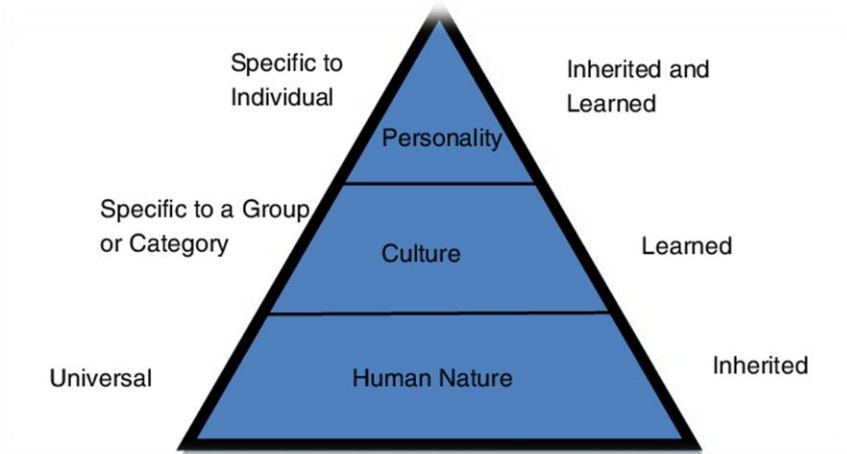 Specific to
Individual
Inherited and
Learned
Personality
Specific to a Group
or Category
Culture
Learned
Universal
Human Nature
Inherited